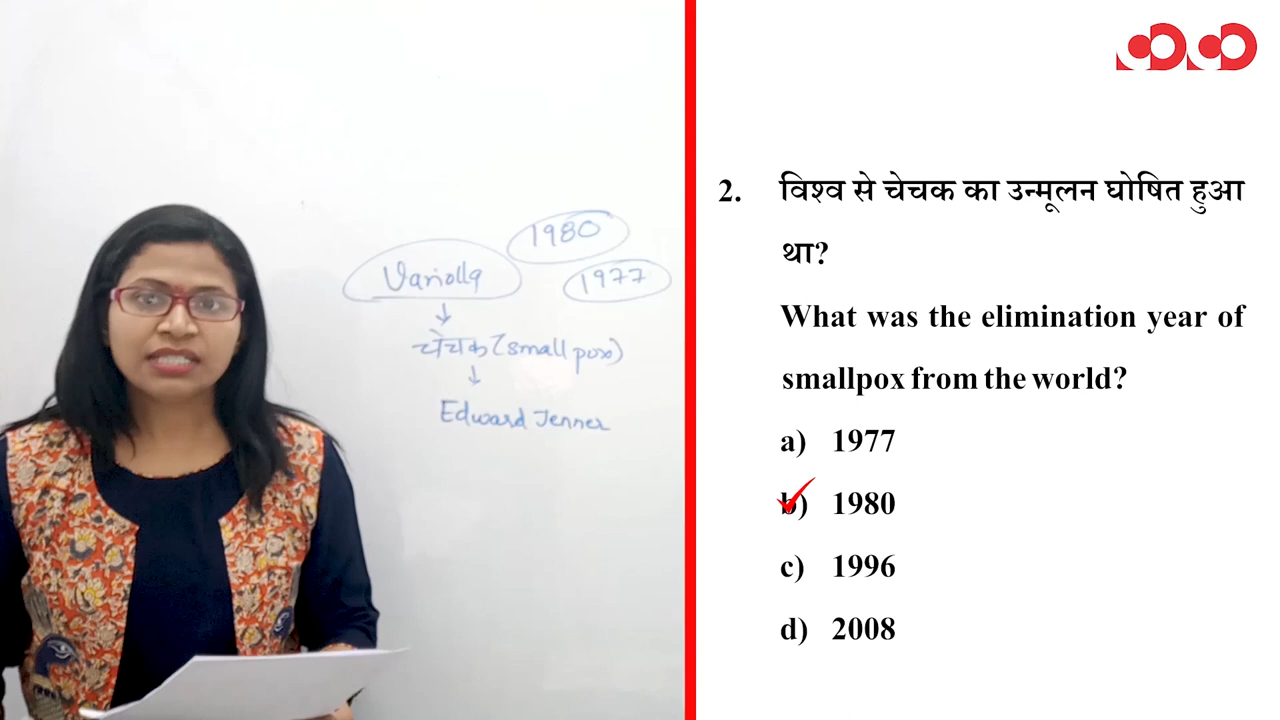 1980
Variolla
1977
चेचक (small pox)
Edward Jenner
2. विश्व से चेचक का उन्मूलन घोषित हुआ
था?
What was the elimination year of
smallpox from the world?
a) 1977
b) 1980
c) 1996
d) 2008